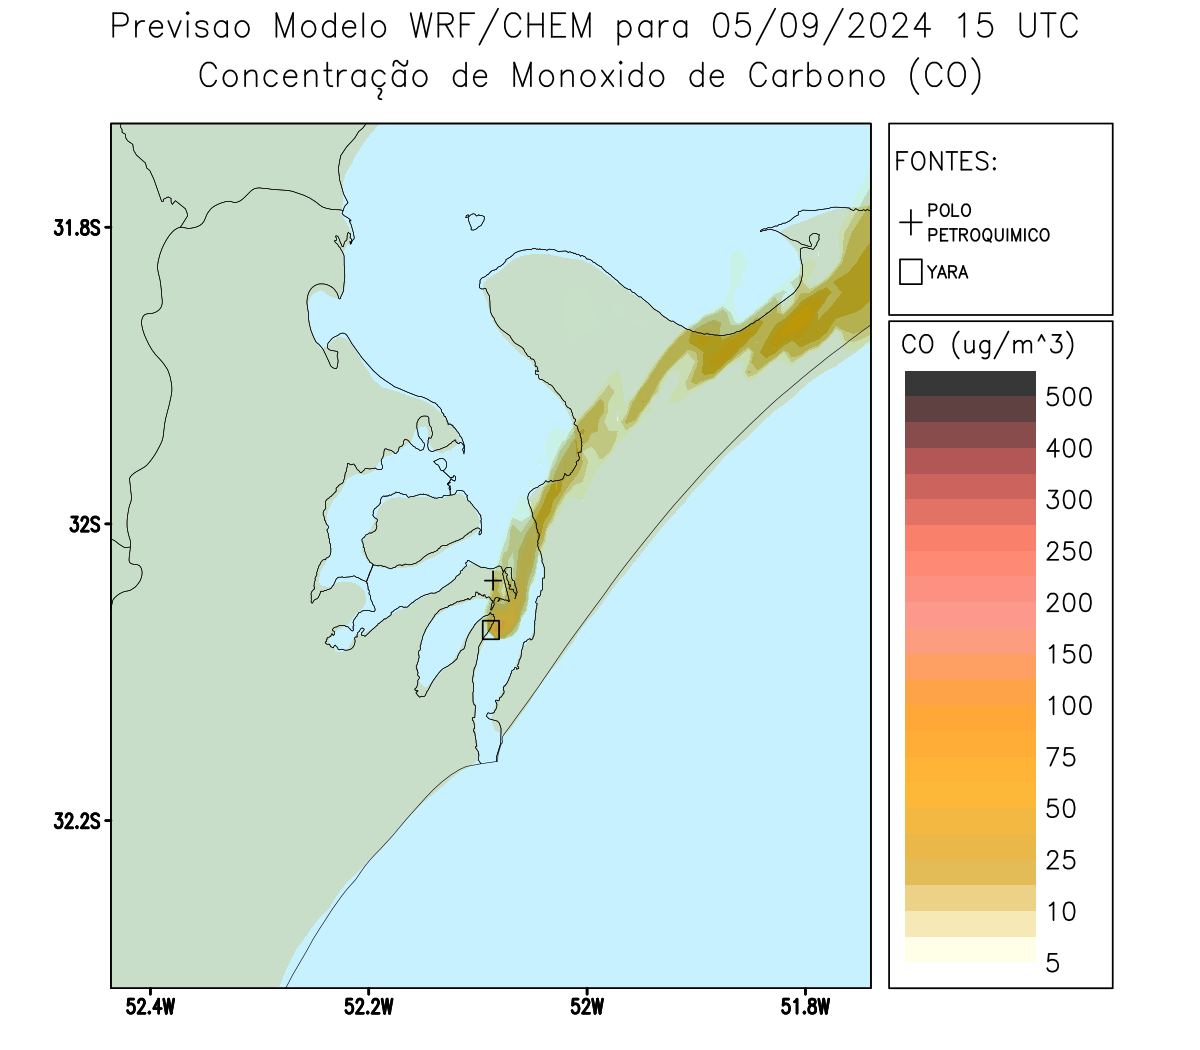 Previsao Modelo WRF/CHEM para 05/09/2024 15 UTC
Concentração de Monoxido de Carbono (CO)
FONTES:
POLO
PETROQUIMICO
YARA
CO (ug/m^3)
500
400
300
250
200
150
100
75
50
25
10
5
31.8S
32S
32.2S
52.4W
52.2W
52W
51.8W